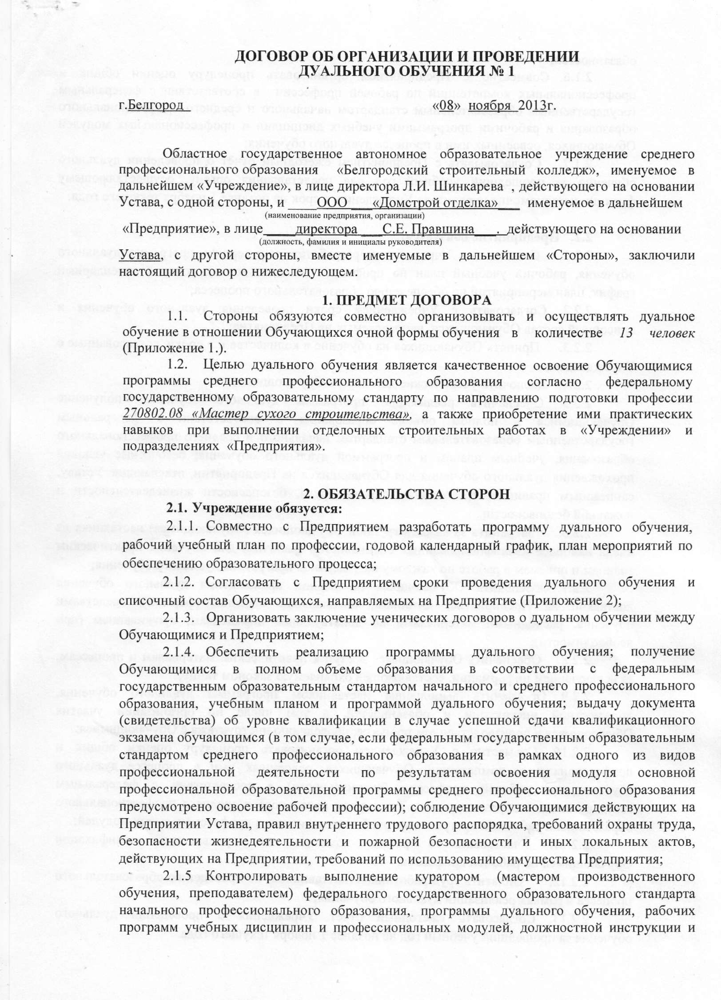 ДОГОВОР ОБ ОРГАНИЗАЦИИ И ПРОВЕДЕНИИ
ДУАЛЬНОГО ОБУЧЕНИЯ № 1
г.Белгород «08» ноября 2013г.
Областное государственное автономное образовательное учреждение среднего
профессионального образования «Белгородский строительный колледж», именуемое в
дальнейшем «Учреждение», в лице директора Л.И. Шинкарева , действующего на основании
Устава, с одной стороны, и ____ООО ___«Домстрой отделка»___ именуемое в дальнейшем
(наименование предприятия, организации)
«Предприятие», в лице____директора ___С.Е. Правшина___. действующего на основании
(должность, фамилия и инициалы руководителя)
Устава, с другой стороны, вместе именуемые в дальнейшем «Стороны», заключили
настоящий договор о нижеследующем.
1. ПРЕДМЕТ ДОГОВОРА
1.1. Стороны обязуются совместно организовывать и осуществлять дуальное
обучение в отношении Обучающихся очной формы обучения в количестве 13 человек
(Приложение 1.).
1.2. Целью дуального обучения является качественное освоение Обучающимися
программы среднего профессионального образования согласно федеральному
государственному образовательному стандарту по направлению подготовки профессии
270802.08 «Мастер сухого строительства», а также приобретение ими практических
навыков при выполнении отделочных строительных работах в «Учреждении» и
подразделениях «Предприятия».
2. ОБЯЗАТЕЛЬСТВА СТОРОН
2.1. Учреждение обязуется:
2.1.1. Совместно с Предприятием разработать программу дуального обучения,
рабочий учебный план по профессии, годовой календарный график, план мероприятий по
обеспечению образовательного процесса;
2.1.2. Согласовать с Предприятием сроки проведения дуального обучения и
списочный состав Обучающихся, направляемых на Предприятие (Приложение 2);
2.1.3. Организовать заключение ученических договоров о дуальном обучении между
Обучающимися и Предприятием;
2.1.4. Обеспечить реализацию программы дуального обучения; получение
Обучающимися в полном объеме образования в соответствии с федеральным
государственным образовательным стандартом начального и среднего профессионального
образования, учебным планом и программой дуального обучения; выдачу документа
(свидетельства) об уровне квалификации в случае успешной сдачи квалификационного
экзамена обучающимся (в том случае, если федеральным государственным образовательным
стандартом среднего профессионального образования в рамках одного из видов
профессиональной деятельности по результатам освоения модуля основной
профессиональной образовательной программы среднего профессионального образования
предусмотрено освоение рабочей профессии); соблюдение Обучающимися действующих на
Предприятии Устава, правил внутреннего трудового распорядка, требований охраны труда,
безопасности жизнедеятельности и пожарной безопасности и иных локальных актов,
действующих на Предприятии, требований по использованию имущества Предприятия;
2.1.5 Контролировать выполнение куратором (мастером производственного
обучения, преподавателем) федерального государственного образовательного стандарта
начального профессионального образования, программы дуального обучения, рабочих
программ учебных дисциплин и профессиональных модулей, должностной инструкции и